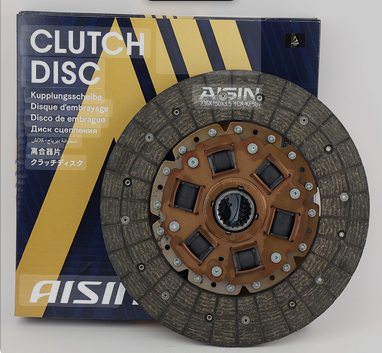 CLUTCH
DISC
Kupplungsscheibe
Disque d'embrayage
Disco de embrague
Диск сцепления
离合器片
クラッチディスク
AISIN
AISIN